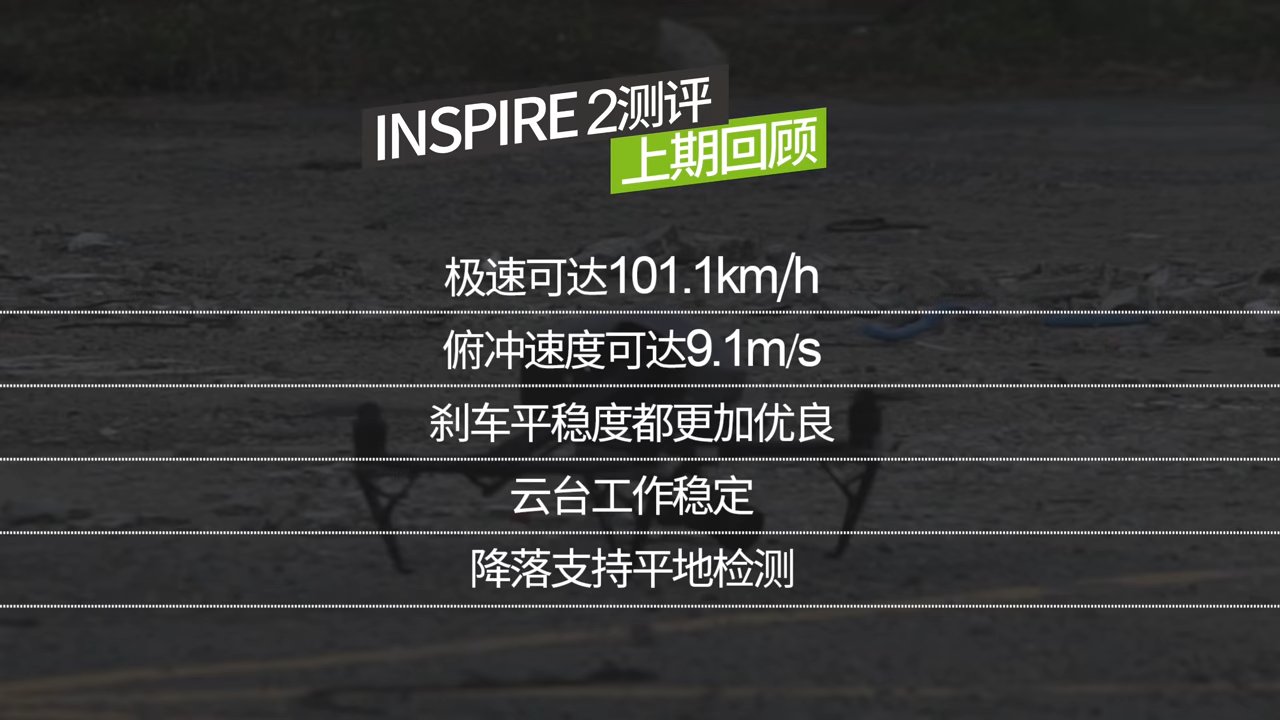 INSPIRE 2测评
上期回顾
极速可达101.1km/h
俯冲速度可达9.1m/s
刹车平稳度都更加优良
云台工作稳定
降落支持平地检测